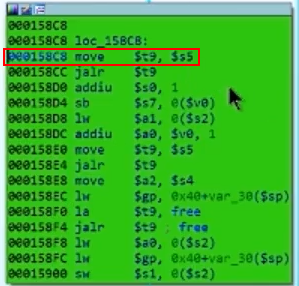 000158C8
000158C8 loc_158C8:
000158C8 move $t9, $s5
000158CC jalr $t9
000158D0 addiu $s0, 1
000158D4 sb $s7, 0($v0)
000158D8 lw $a1, 0($s2)
000158DC addiu $a0, $v0, 1
000158E0 move $t9, $s5
000158E4 jalr $t9
000158E8 move $a2, $s4
000158EC lw $gp, 0x40+var_30($sp)
000158F0 la $t9, free
000158F4 jalr $t9 ; free
000158F8 lw $a0, 0($s2)
000158FC lw $gp, 0x40+var_30($sp)
00015900 sw $s1, 0($s2)